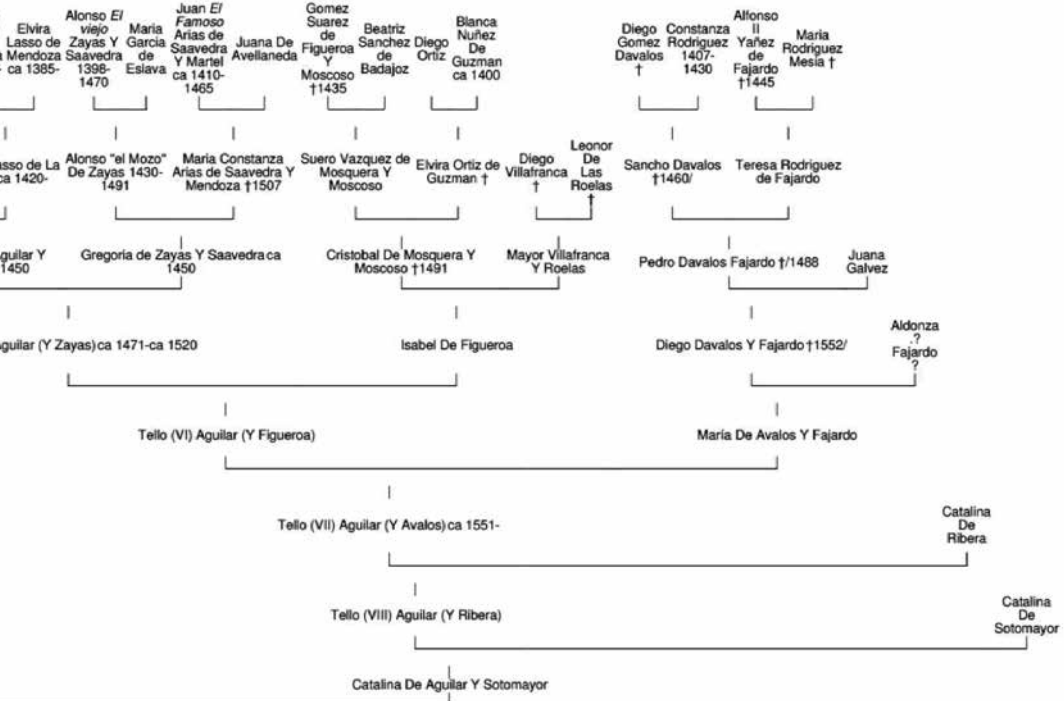 Elvira
Lasso de
Mendoza
ca 1385-
Alonso El
viejo
Zayas Y
Saavedra
1398-
1470
Maria
Garcia
de
Eslava
Juan El
Famoso
Arias de
Saavedra
Y Martel
ca 1410-
1465
Juana De
Avellaneda
Gomez
Suarez
de
Figueroa
Y
Moscoso
†1435
Beatriz
Sanchez
de
Badajoz
Diego
Ortiz
Blanca
Nuñez
De
Guzman
ca 1400
Diego
Gomez
Davalos
†
Constanza
Rodriguez
1407-
1430
Alfonso
II
Yañez
de
Fajardo
†1445
Maria
Rodriguez
Mesia †
asso de La
ca 1420-
Alonso "el Mozo"
De Zayas 1430-
1491
Maria Constanza
Arias de Saavedra Y
Mendoza †1507
Suero Vazquez de
Mosquera Y
Moscoso
Elvira Ortiz de
Guzman †
Diego
Villafranca
†
Leonor
De
Las
Roelas
†
Sancho Davalos
†1460/
Teresa Rodriguez
de Fajardo
guilar Y
1450
Gregoria de Zayas Y Saavedra ca
1450
Cristobal De Mosquera Y
Moscoso †1491
Mayor Villafranca
Y Roelas
Pedro Davalos Fajardo †/1488
Juana
Galvez
guilar (Y Zayas) ca 1471-ca 1520
Isabel De Figueroa
Diego Davalos Y Fajardo †1552/
Aldonza
.?
Fajardo
?
Tello (VI) Aguilar (Y Figueroa)
María De Avalos Y Fajardo
Tello (VII) Aguilar (Y Avalos) ca 1551-
Catalina
De
Ribera
Tello (VIII) Aguilar (Y Ribera)
Catalina
De
Sotomayor
Catalina De Aguilar Y Sotomayor